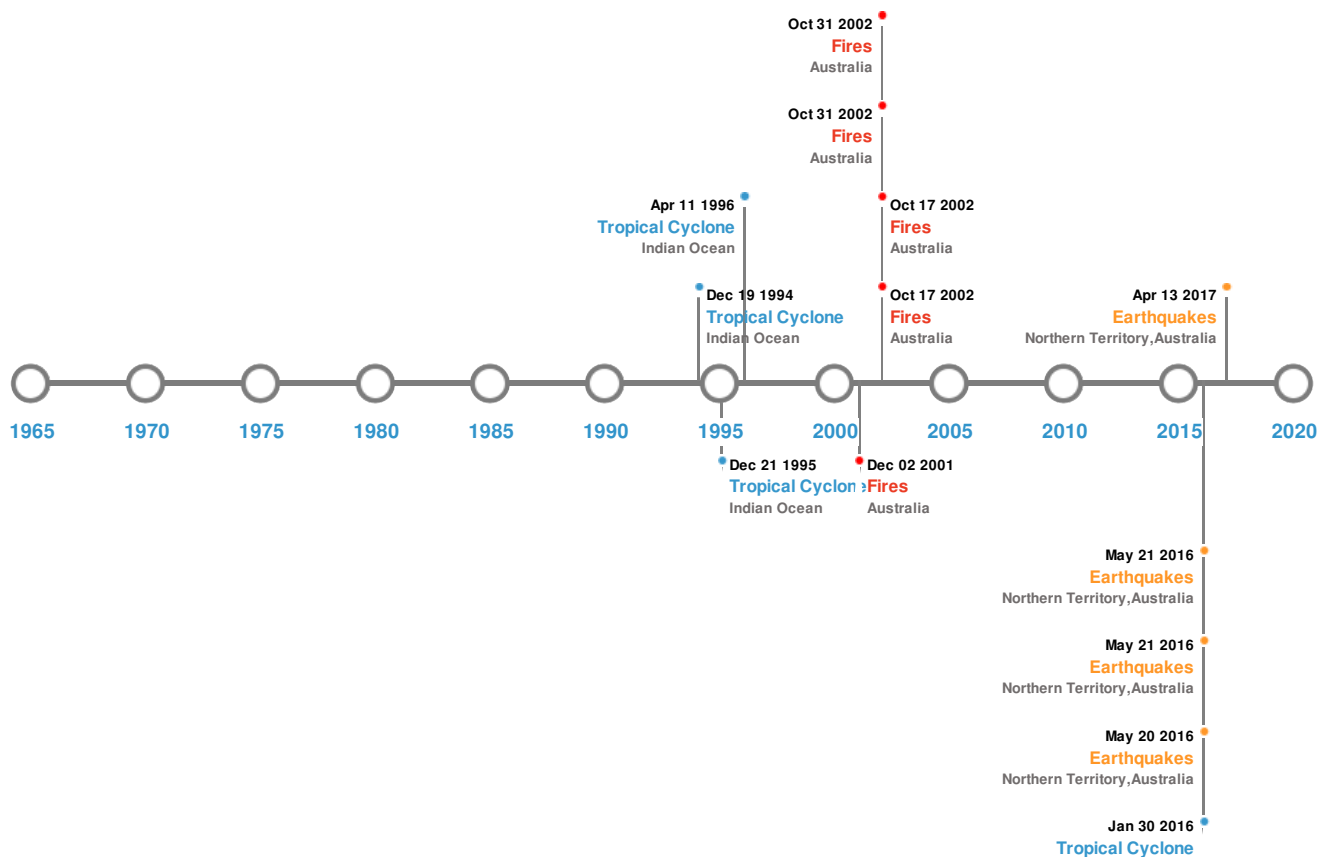 Oct 31 2002
Fires
Australia
Oct 31 2002
Fires
Australia
Apr 11 1996
Tropical Cyclone
Indian Ocean
Oct 17 2002
Fires
Australia
Dec 19 1994
Tropical Cyclone
Indian Ocean
Oct 17 2002
Fires
Australia
Apr 13 2017
Earthquakes
Northern Territory,Australia
1965 1970 1975 1980 1985 1990 1995 2000 2005 2010 2015 2020
Dec 21 1995
Tropical Cyclone
Indian Ocean
Dec 02 2001
Fires
Australia
May 21 2016
Earthquakes
Northern Territory,Australia
May 21 2016
Earthquakes
Northern Territory,Australia
May 20 2016
Earthquakes
Northern Territory,Australia
Jan 30 2016
Tropical Cyclone